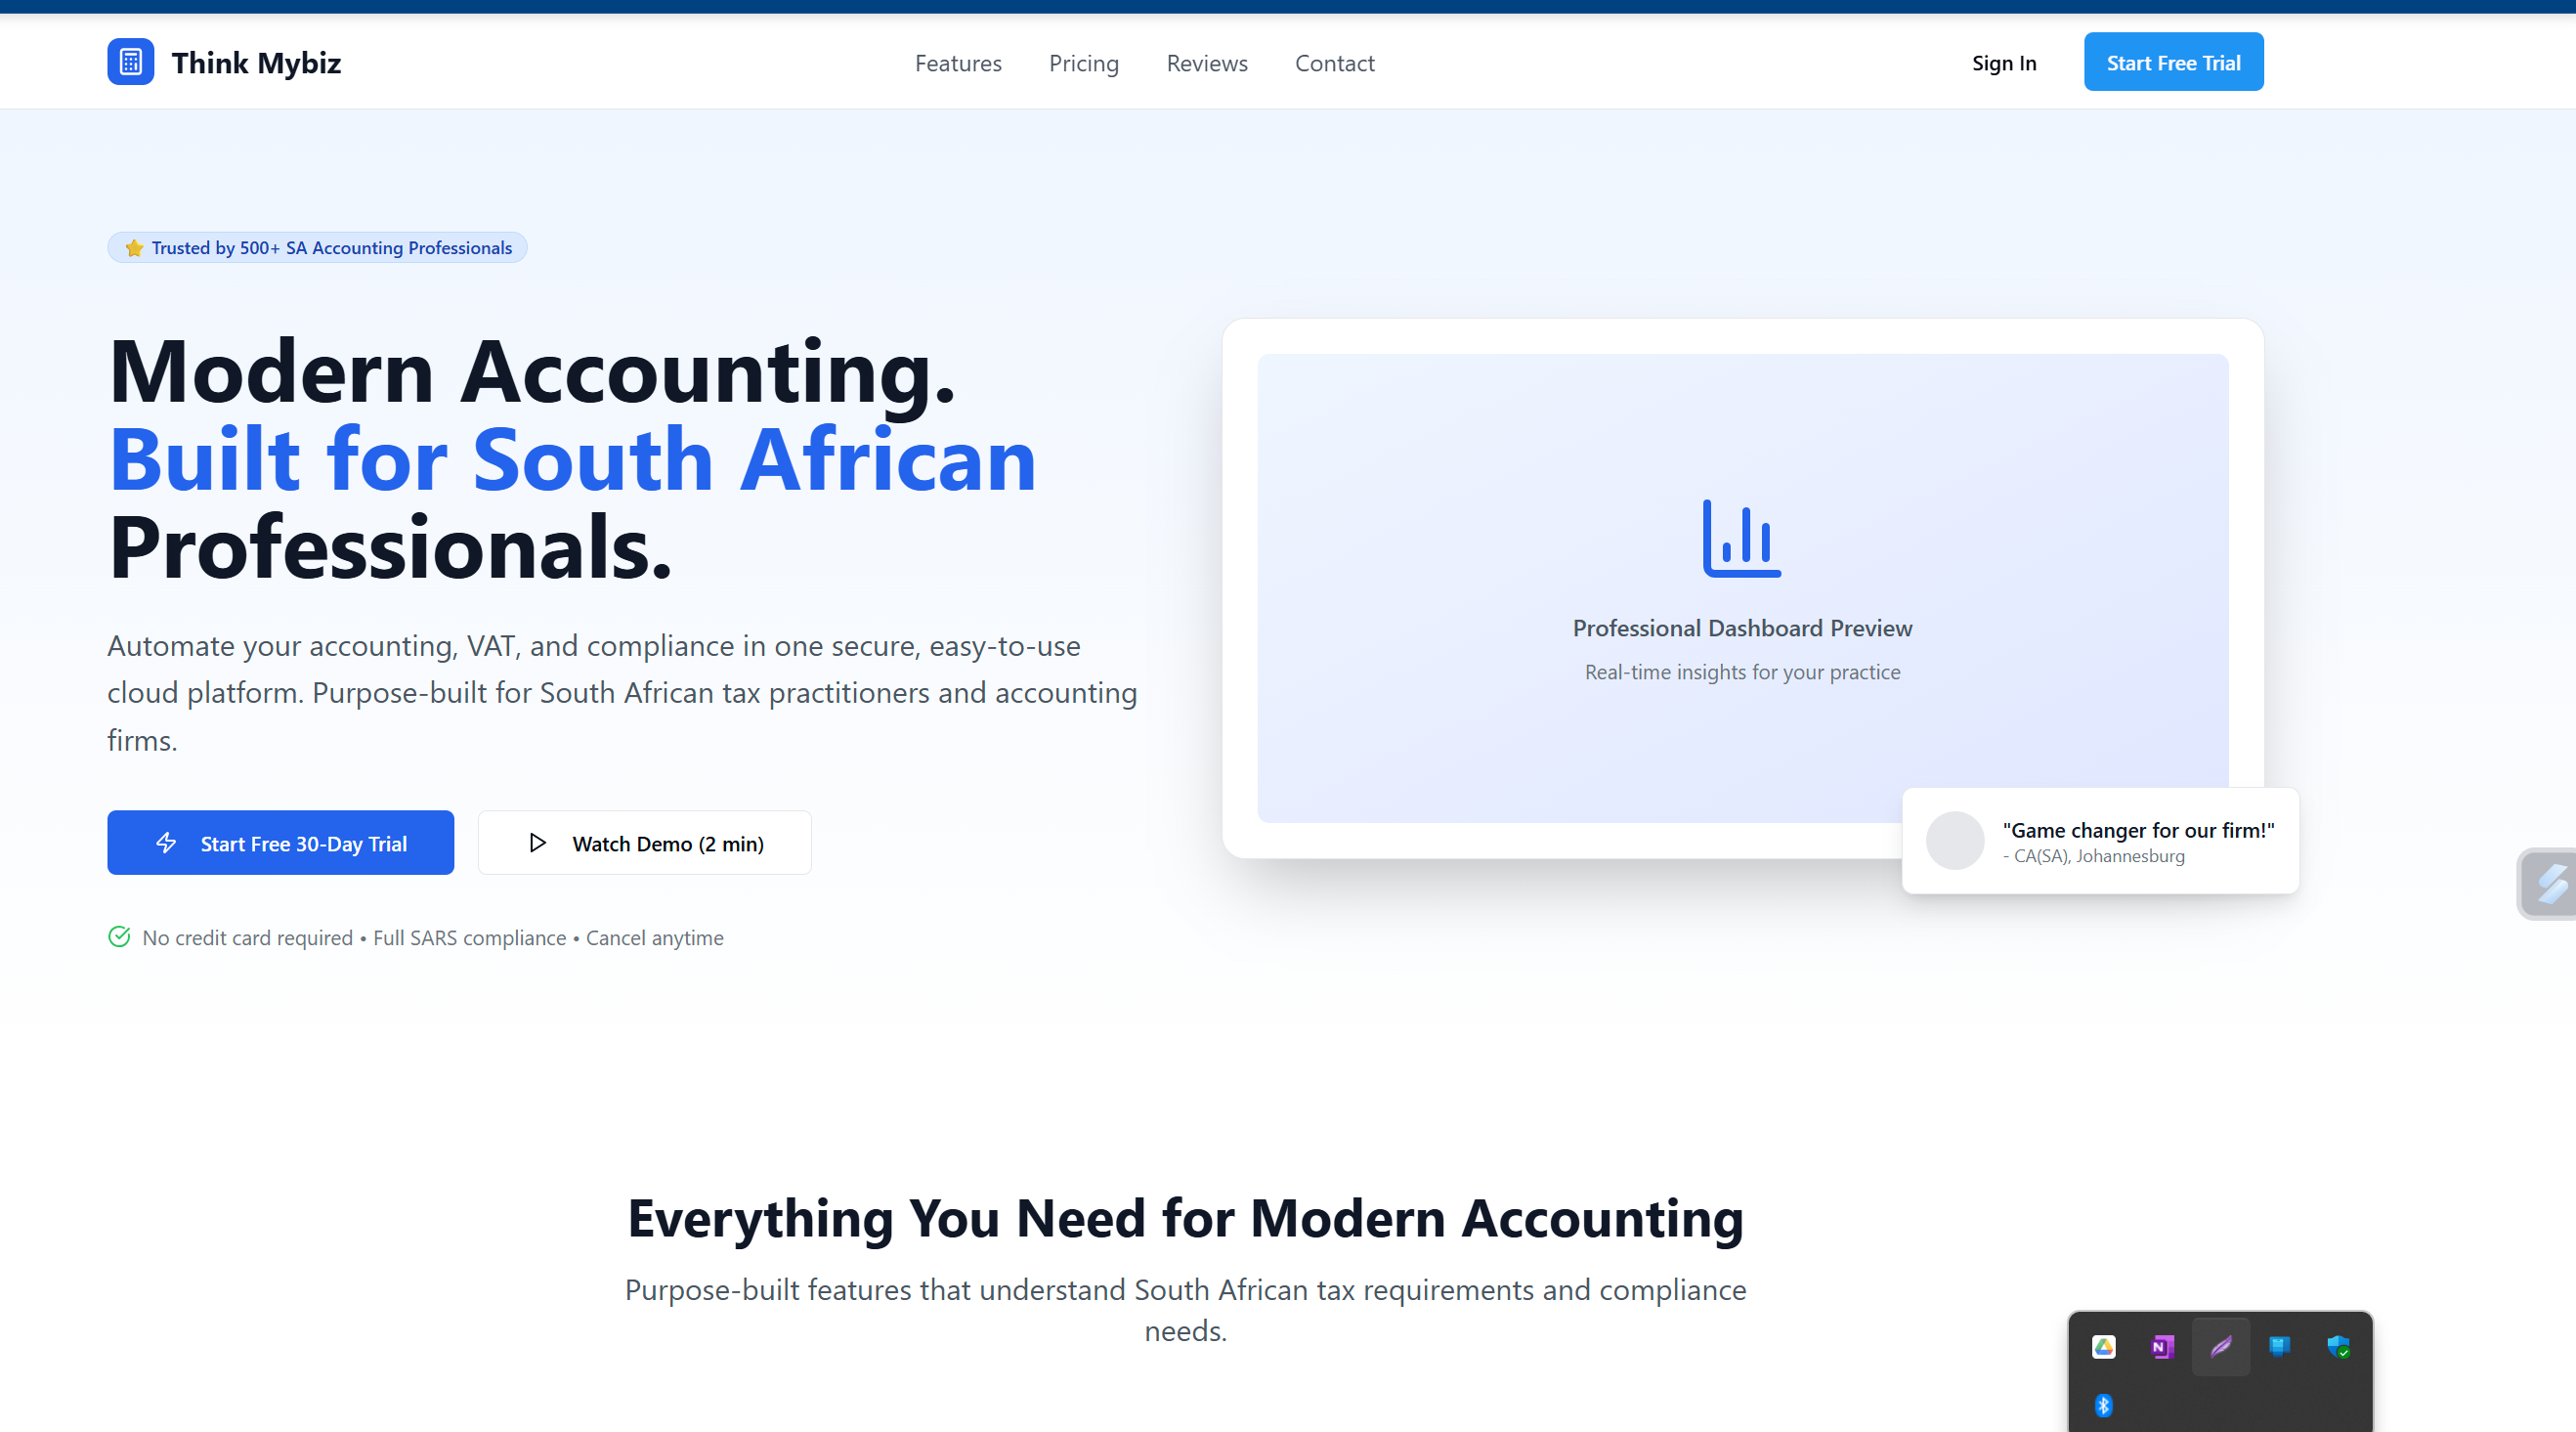 Think Mybiz
Features
Pricing
Reviews
Contact
Sign In
Start Free Trial
⭐ Trusted by 500+ SA Accounting Professionals
Modern Accounting.
Built for South African
Professionals.
Automate your accounting, VAT, and compliance in one secure, easy-to-use
cloud platform. Purpose-built for South African tax practitioners and accounting
firms.
Start Free 30-Day Trial
Watch Demo (2 min)
No credit card required • Full SARS compliance • Cancel anytime
Professional Dashboard Preview
Real-time insights for your practice
"Game changer for our firm!"
- CA(SA), Johannesburg
Everything You Need for Modern Accounting
Purpose-built features that understand South African tax requirements and compliance
needs.
N